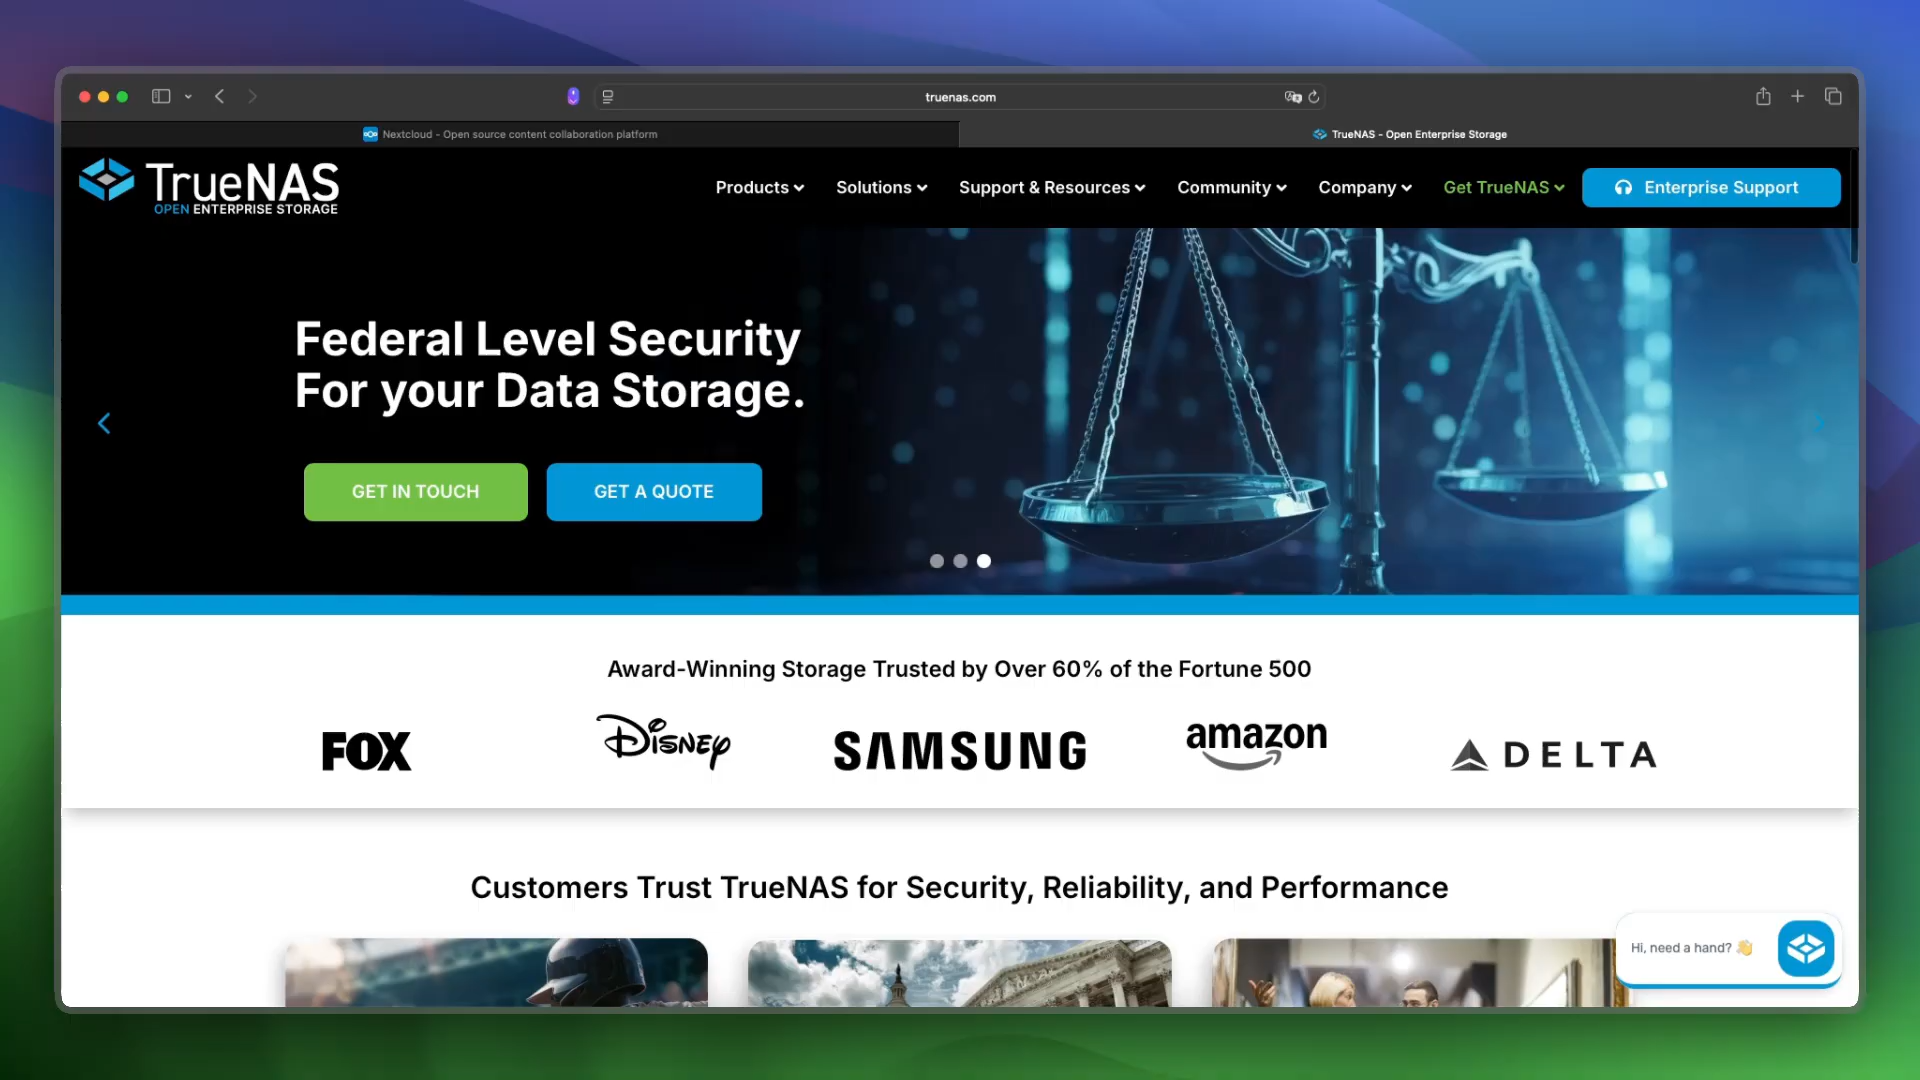 truenas.com
Nextcloud - Open source content collaboration platform
TrueNAS - Open Enterprise Storage
TrueNAS
OPEN ENTERPRISE STORAGE
Products
Solutions
Support & Resources
Community
Company
Get TrueNAS
Enterprise Support
Federal Level Security
For your Data Storage.
GET IN TOUCH
GET A QUOTE
Award-Winning Storage Trusted by Over 60% of the Fortune 500
FOX
Disney
SAMSUNG
amazon
DELTA
Customers Trust TrueNAS for Security, Reliability, and Performance
Hi, need a hand? 👋